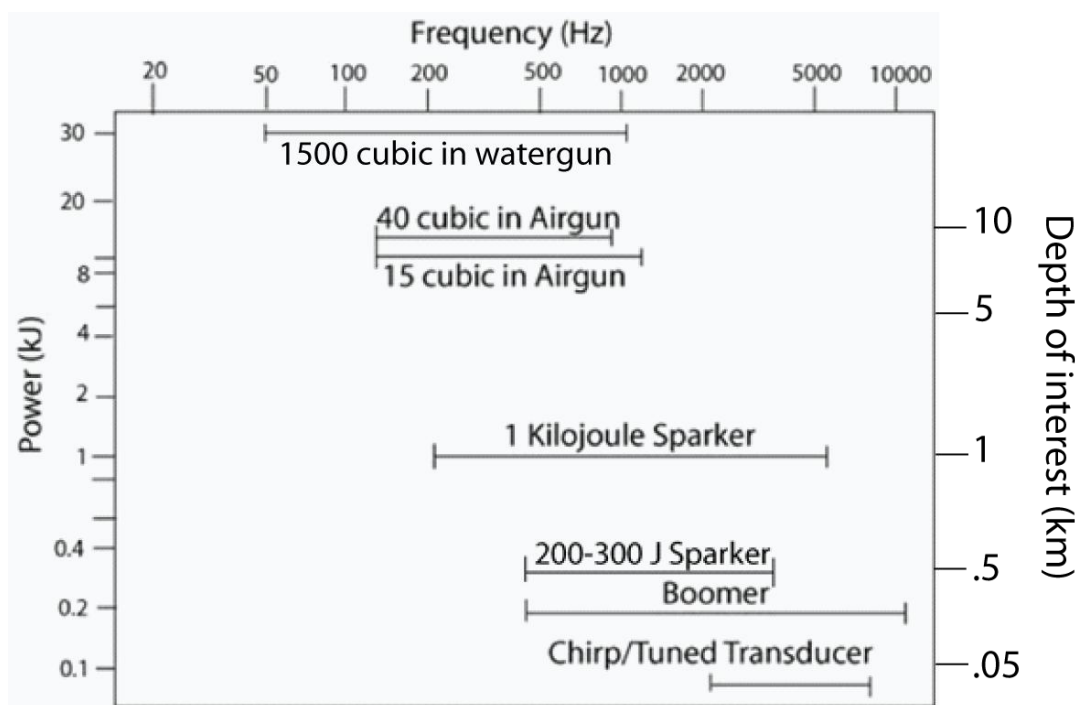 Frequency (Hz)
20 50 100 200 500 1000 2000 5000 10000
30
1500 cubic in watergun
20
40 cubic in Airgun
10
15 cubic in Airgun
8
5
4
2
1 Kilojoule Sparker
1
1
0.4
200-300 J Sparker
.5
Boomer
0.2
Chirp/Tuned Transducer
0.1
.05
Power (kJ)
Depth of interest (km)